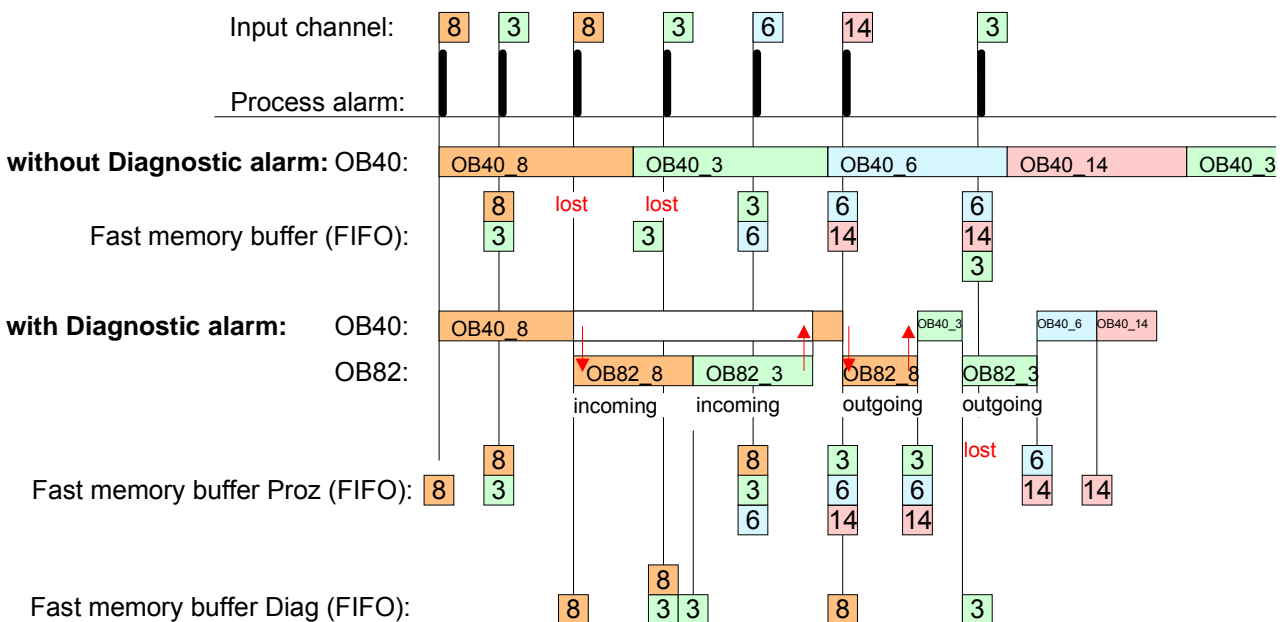 Input channel: 8 3 8 3 6 14 3
Process alarm:
without Diagnostic alarm: OB40: OB40_8 OB40_3 OB40_6 OB40_14 OB40_3
8 lost lost 3 6 6
Fast memory buffer (FIFO): 3 3 6 14 14
3
with Diagnostic alarm: OB40: OB40_8 OB40_3 OB40_6 OB40_14
OB82: OB82_8 OB82_3 OB82_8 OB82_3
incoming incoming outgoing outgoing
8 8 3 3 lost 6
Fast memory buffer Proz (FIFO): 8 3 3 6 6 14 14
6 14 14
8
Fast memory buffer Diag (FIFO): 8 3 3 8 3